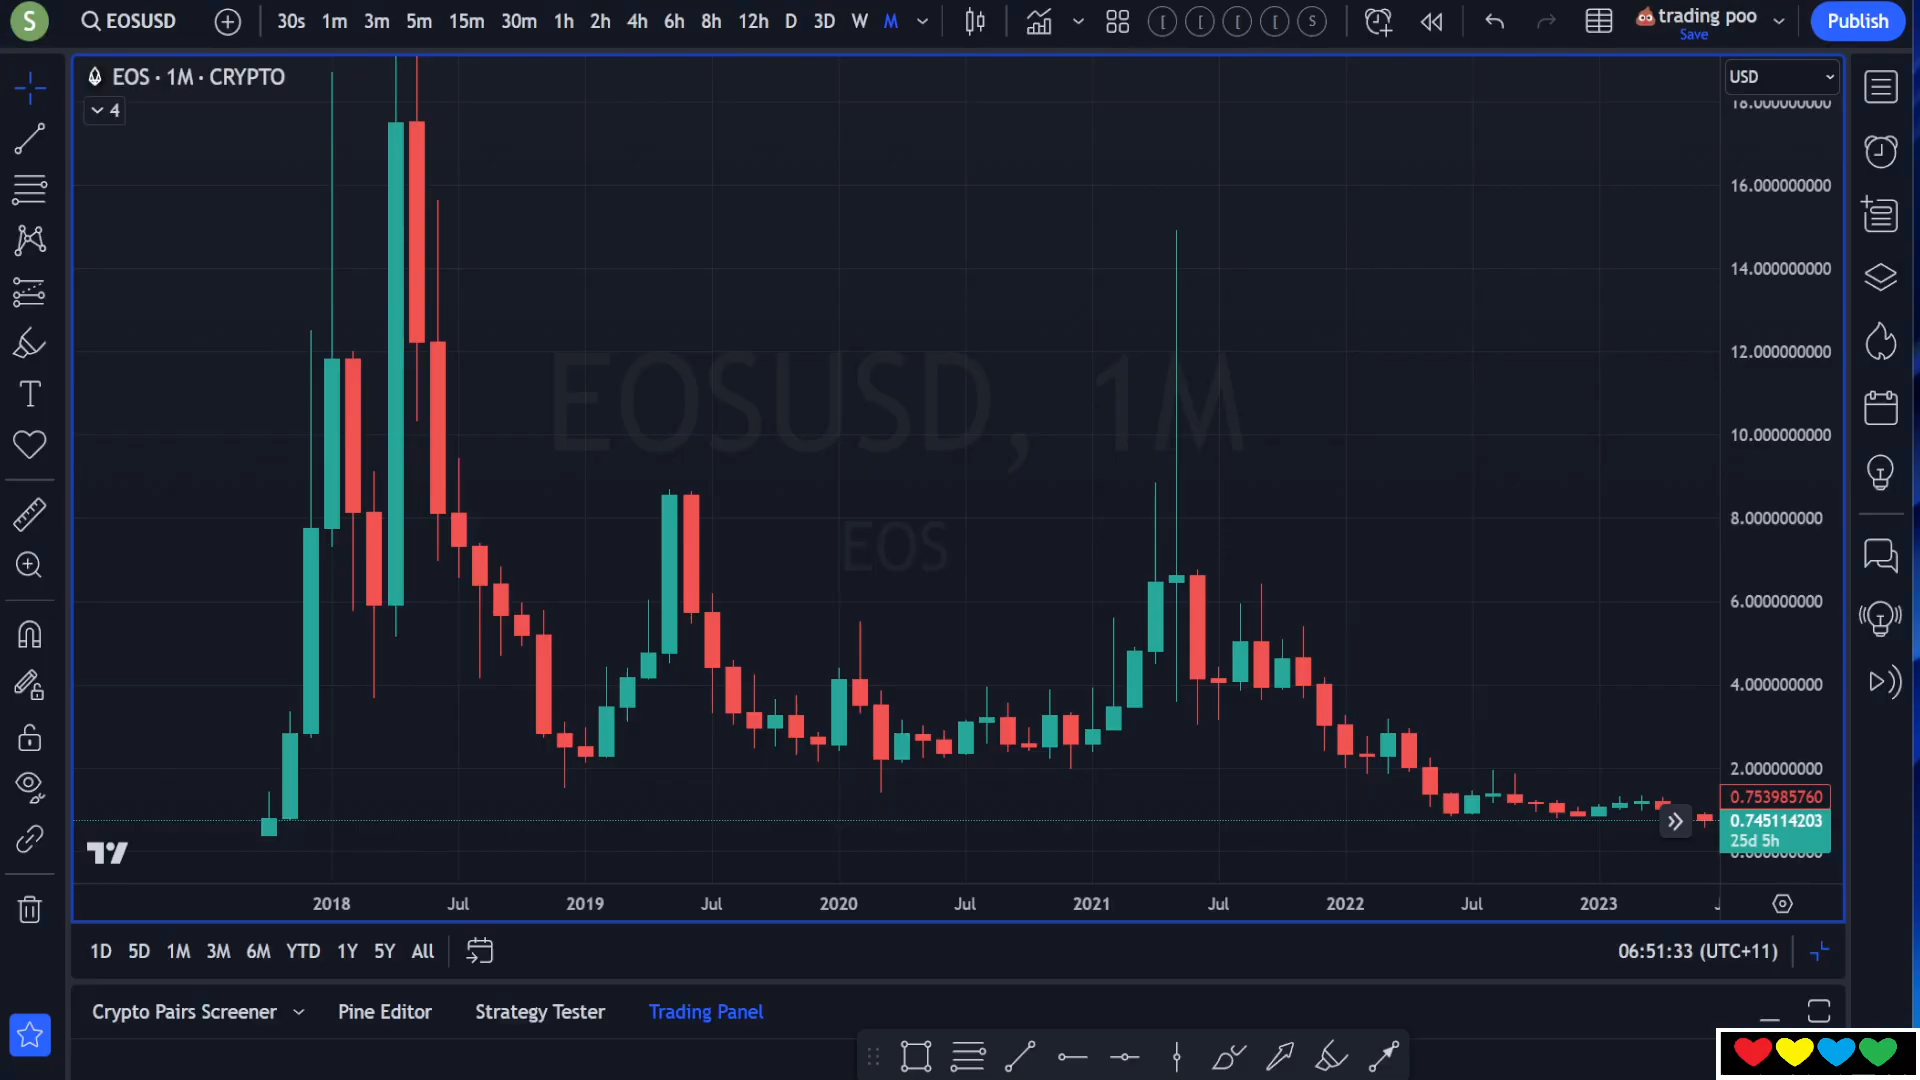 S EOSUSD 30s 1m 3m 5m 15m 30m 1h 2h 4h 6h 8h 12h D 3D W M [ [ [ [ S trading poo Publish
Save
EOS · 1M · CRYPTO
4
USD
18.000000000
16.000000000
14.000000000
12.000000000
10.000000000
8.000000000
6.000000000
4.000000000
2.000000000
0.753985760
0.745114203
25d 5h
0.000000000
EOSUSD, 1M
EOS
2018 Jul 2019 Jul 2020 Jul 2021 Jul 2022 Jul 2023
1D 5D 1M 3M 6M YTD 1Y 5Y All 06:51:33 (UTC+11)
Crypto Pairs Screener Pine Editor Strategy Tester Trading Panel